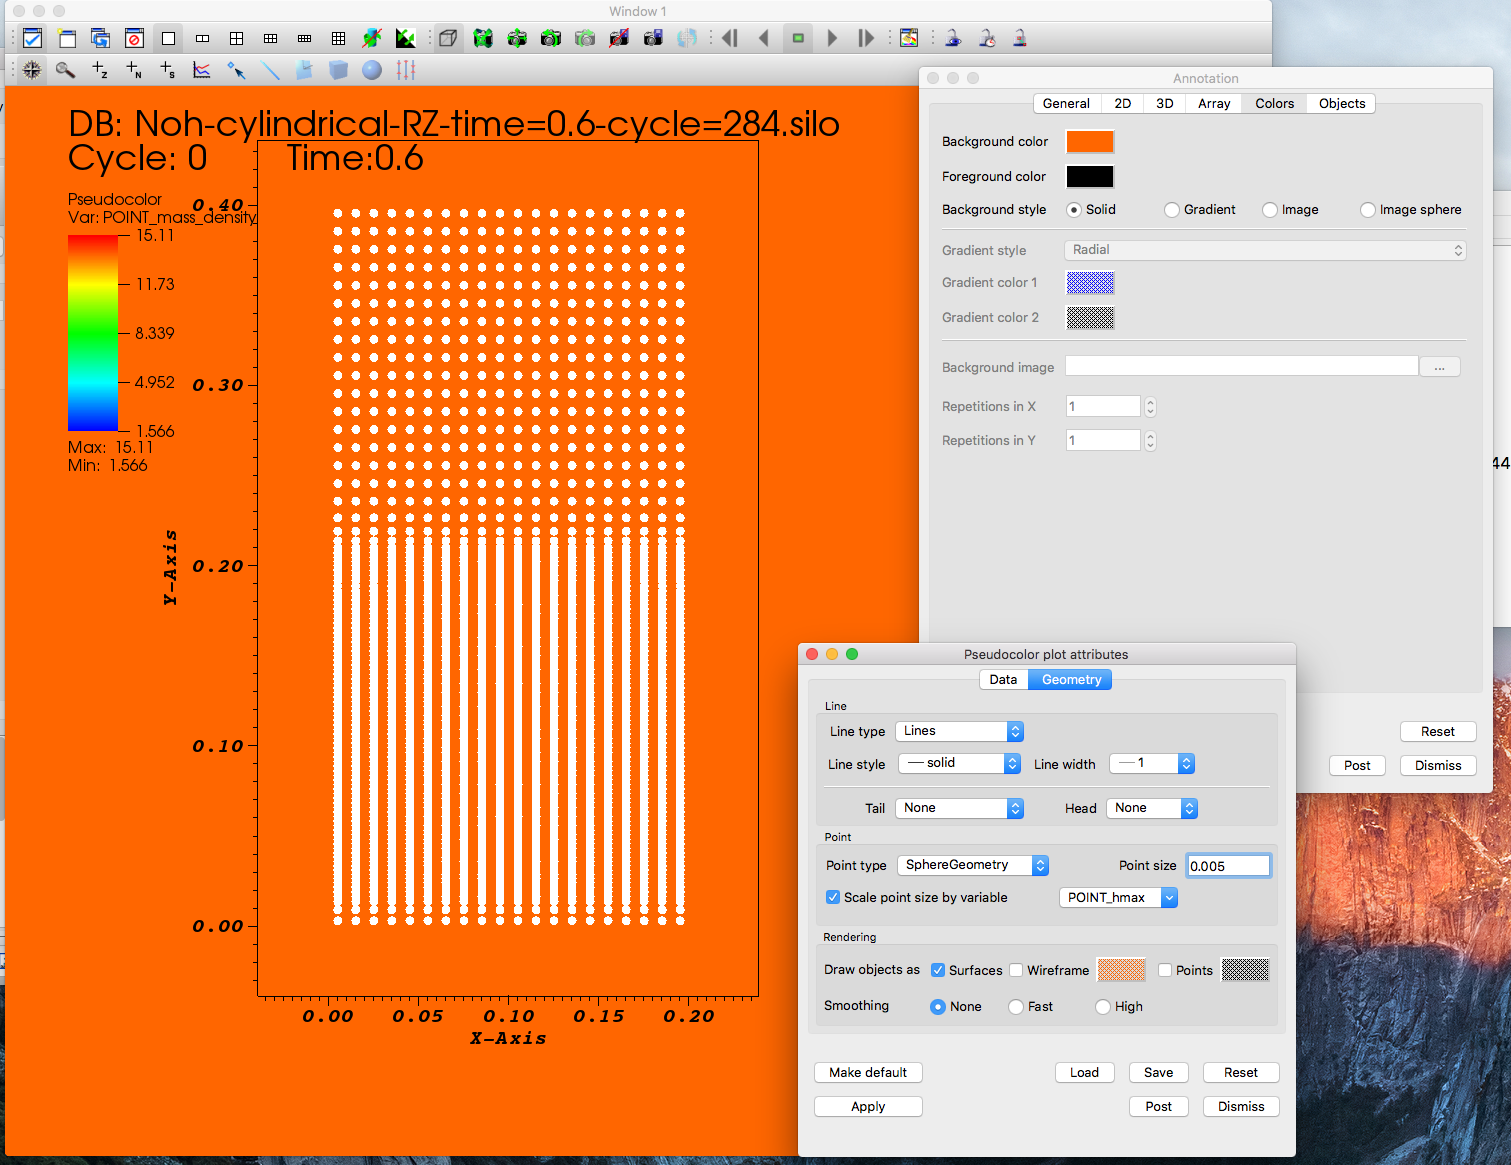 Window 1
DB: Noh-cylindrical-RZ-time=0.6-cycle=284.silo
Cycle: 0 Time:0.6
Pseudocolor
Var: POINT_mass_density
15.11
11.73
8.339
4.952
1.566
Max: 15.11
Min: 1.566
0.40
0.30
0.20
0.10
0.00
Y-Axis
0.00 0.05 0.10 0.15 0.20
X-Axis
Annotation
General 2D 3D Array Colors Objects
Background color
Foreground color
Background style Solid Gradient Image Image sphere
Gradient style Radial
Gradient color 1
Gradient color 2
Background image ...
Repetitions in X 1
Repetitions in Y 1
Reset
Post Dismiss
44
Pseudocolor plot attributes
Data Geometry
Line
Line type Lines
Line style solid Line width 1
Tail None Head None
Point
Point type SphereGeometry Point size 0.005
Scale point size by variable POINT_hmax
Rendering
Draw objects as Surfaces Wireframe Points
Smoothing None Fast High
Make default Load Save Reset
Apply Post Dismiss